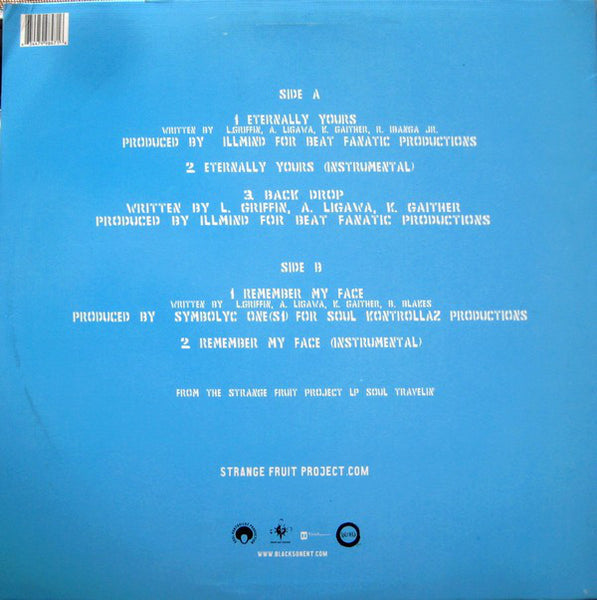 SIDE A
1 ETERNALLY YOURS
WRITTEN BY L.GRIFFIN, A. LIGAWA, K. GAITHER, R. IBANGA JR.
PRODUCED BY ILLMIND FOR BEAT FANATIC PRODUCTIONS
2 ETERNALLY YOURS (INSTRUMENTAL)
3 BACK DROP
WRITTEN BY L. GRIFFIN, A. LIGAWA, K. GAITHER
PRODUCED BY ILLMIND FOR BEAT FANATIC PRODUCTIONS
SIDE B
1 REMEMBER MY FACE
WRITTEN BY L.GRIFFIN, A. LIGAWA, K. GAITHER, B. BLAKES
PRODUCED BY SYMBOLYC ONE(S1) FOR SOUL KONTROLLAZ PRODUCTIONS
2 REMEMBER MY FACE (INSTRUMENTAL)
FROM THE STRANGE FRUIT PROJECT LP SOUL TRAVELIN'
STRANGE FRUIT PROJECT.COM
WWW.BLACKSONENT.COM